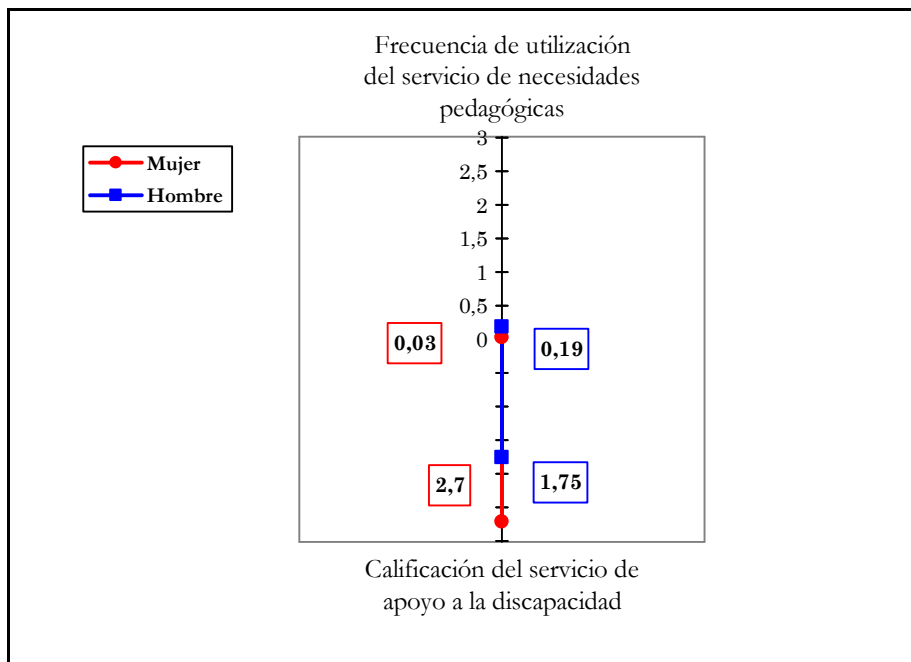 Frecuencia de utilización
del servicio de necesidades
pedagógicas
Mujer
Hombre
3
2,5
2
1,5
1
0,5
0
0,03
0,19
2,7
1,75
Calificación del servicio de
apoyo a la discapacidad